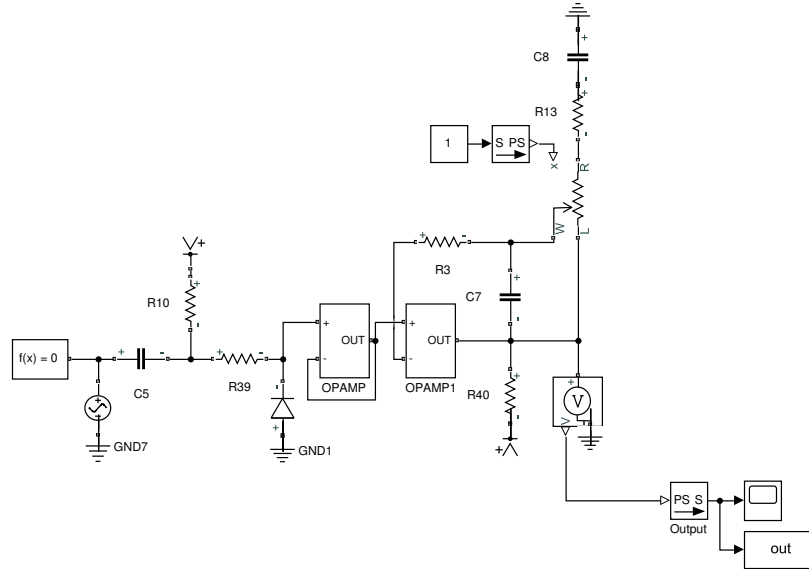 C8
R13
1
S PS
x
R
W
L
+
R10
R3
C7
f(x) = 0
C5
R39
+
-
OUT
OPAMP
+
-
OUT
OPAMP1
R40
GND7
GND1
+
V
V
PS S
Output
out